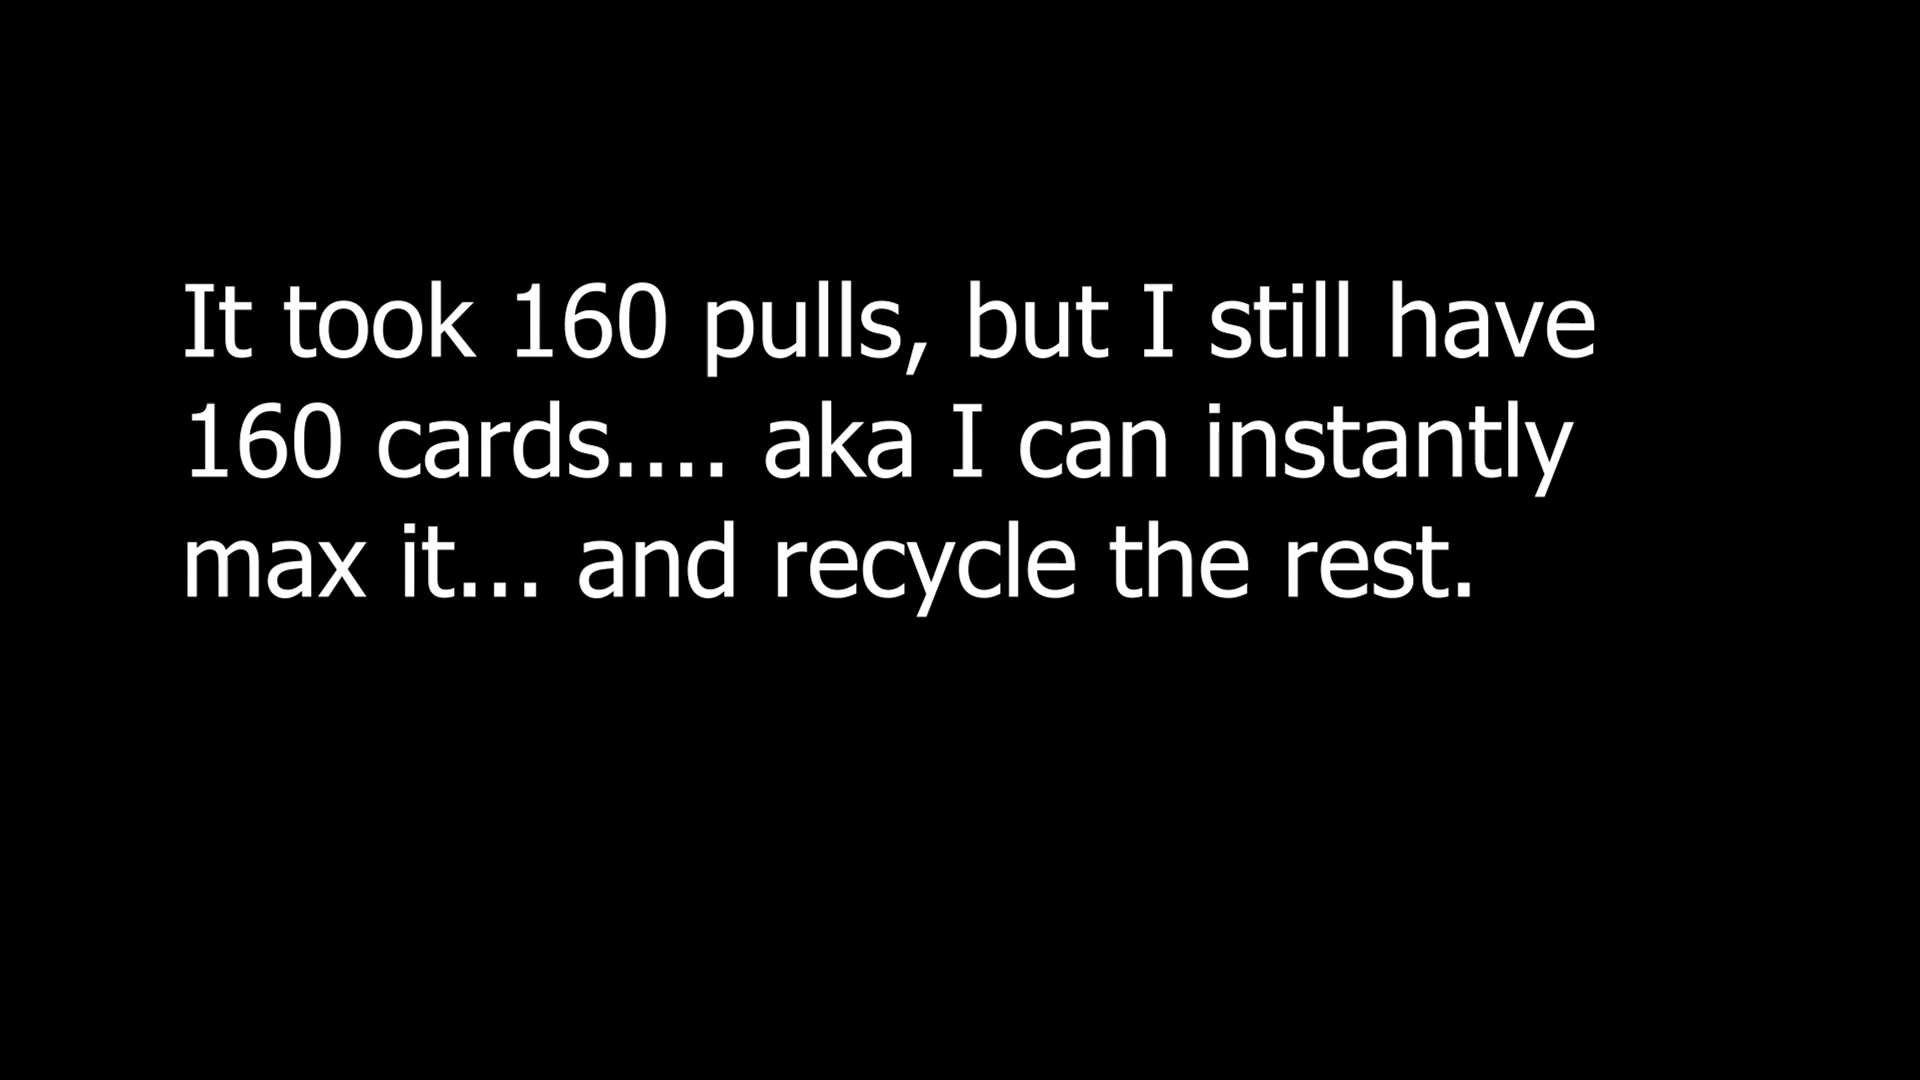 It took 160 pulls, but I still have
160 cards.... aka I can instantly
max it... and recycle the rest.